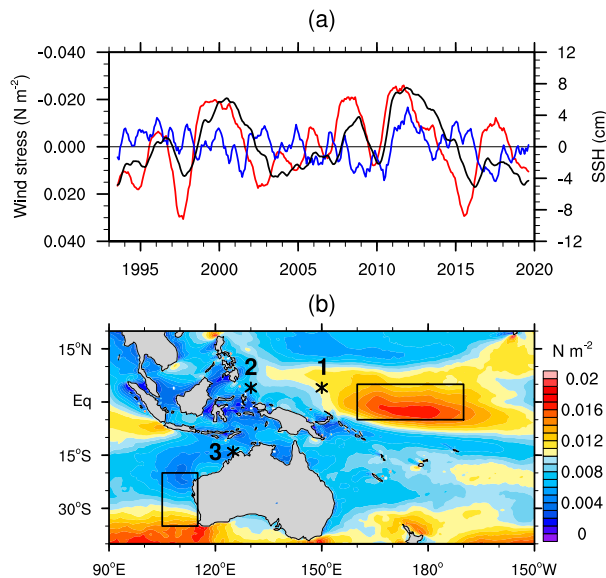 (a)
Wind stress (N m⁻²)
-0.040
-0.020
0.000
0.020
0.040
12
8
4
0
-4
-8
-12
SSH (cm)
1995 2000 2005 2010 2015 2020
(b)
15°N
Eq
15°S
30°S
2 1
3
90°E 120°E 150°E 180° 150°W
N m⁻²
0.02
0.016
0.012
0.008
0.004